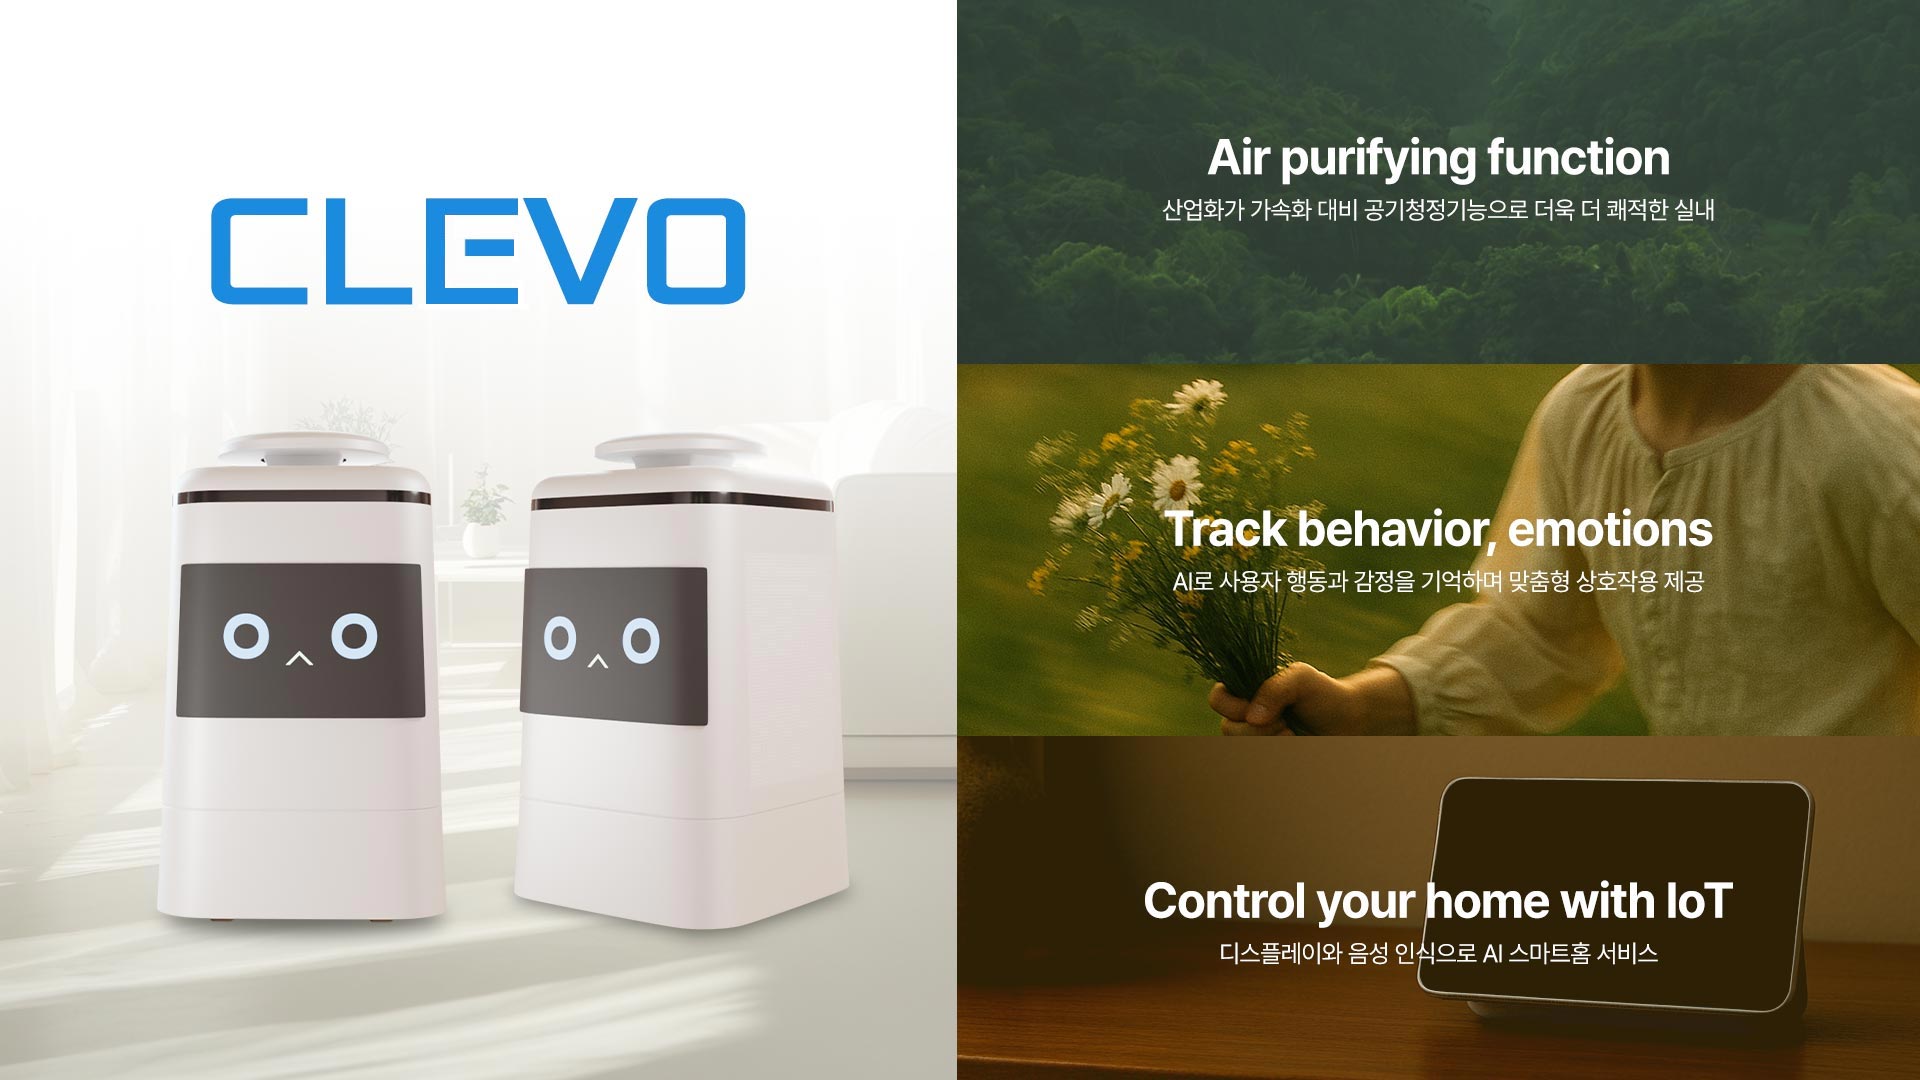 CLEVO
Air purifying function
산업화가 가속화 대비 공기청정기능으로 더욱 더 쾌적한 실내
Track behavior, emotions
AI로 사용자 행동과 감정을 기억하며 맞춤형 상호작용 제공
Control your home with IoT
디스플레이와 음성 인식으로 AI 스마트홈 서비스